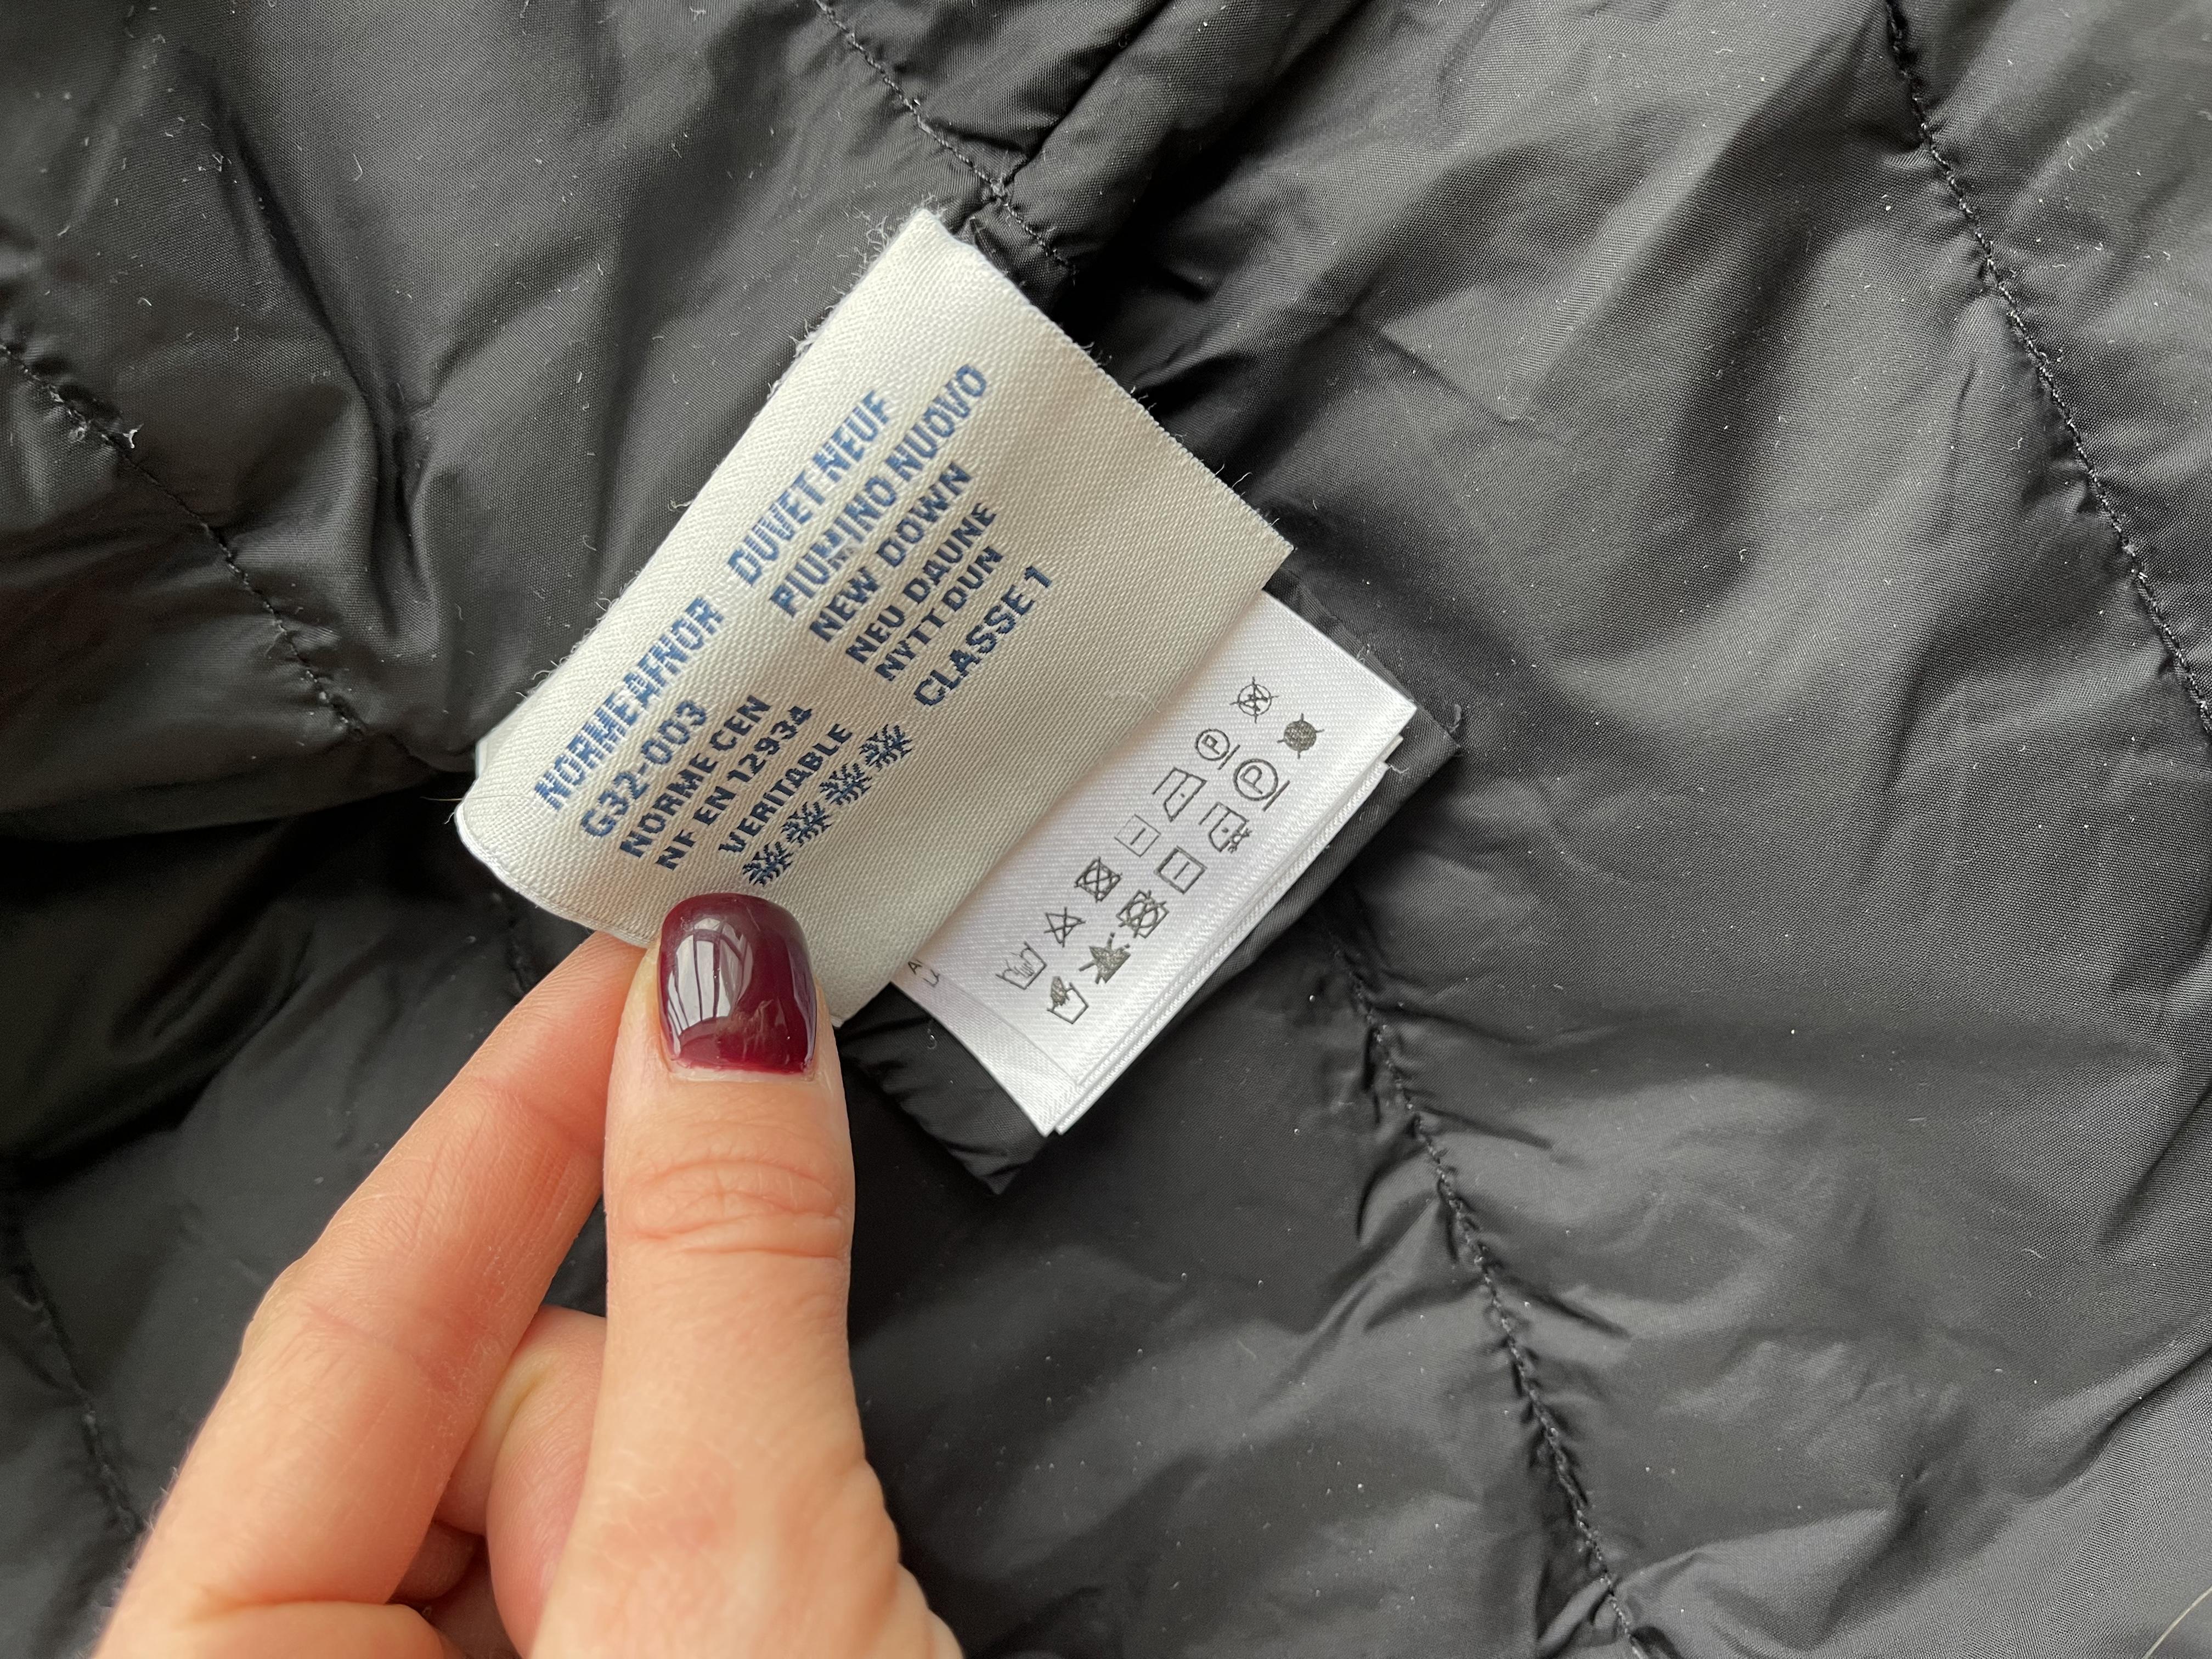 NORMEAFNOR DUVET NEUF
G32-003 PIUMINO NUOVO
NORME CEN NEW DOWN
NF EN 12934 NEU DAUNE
VERITABLE NYTT DUN
CLASSE 1
P
P